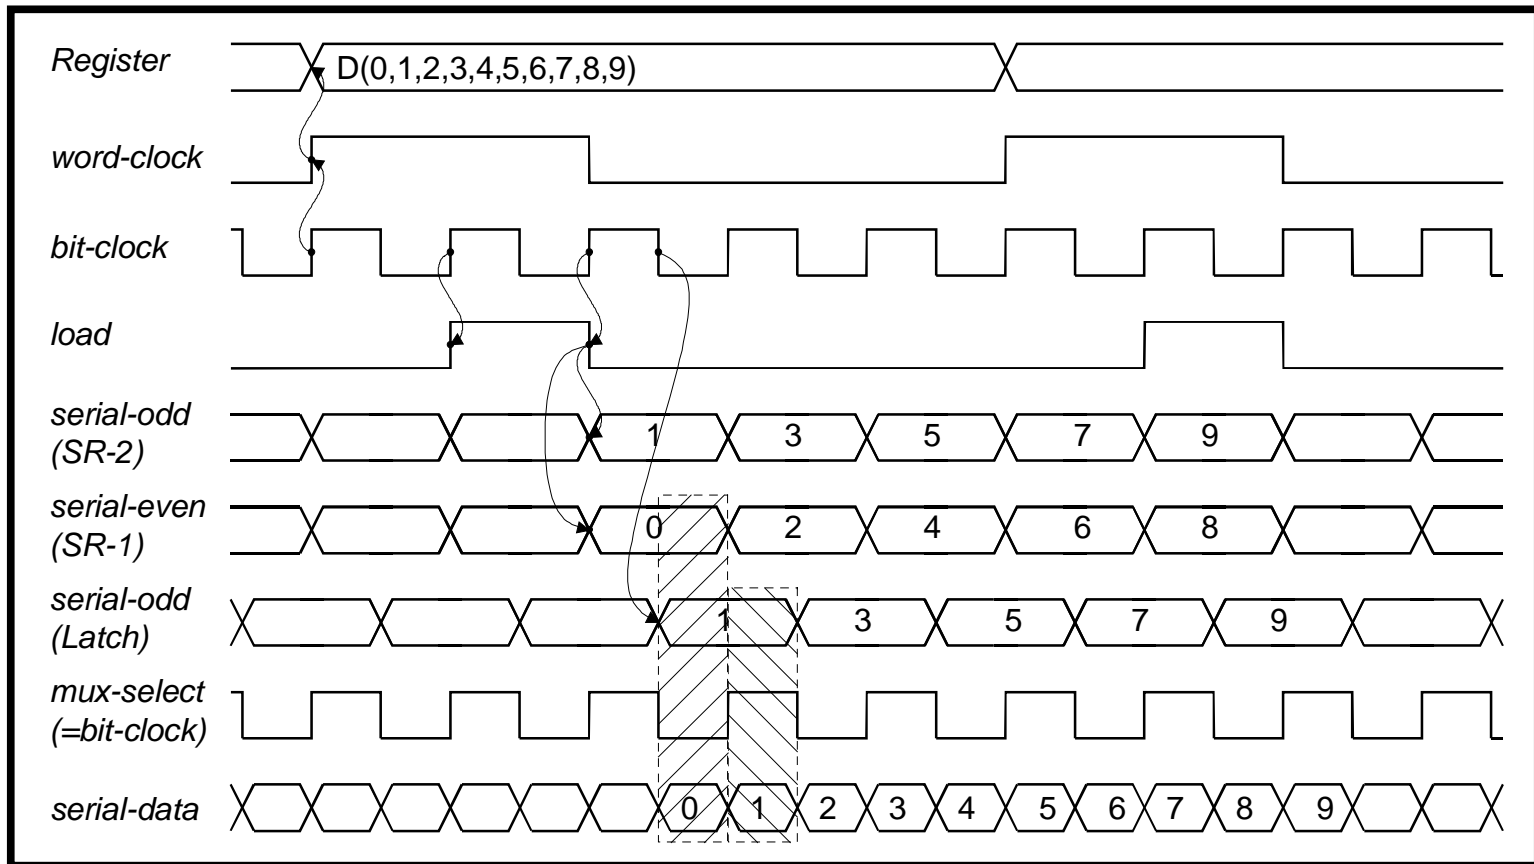 Register
D(0,1,2,3,4,5,6,7,8,9)
word-clock
bit-clock
load
serial-odd
(SR-2)
1 3 5 7 9
serial-even
(SR-1)
0 2 4 6 8
serial-odd
(Latch)
1 3 5 7 9
mux-select
(=bit-clock)
serial-data
0 1 2 3 4 5 6 7 8 9